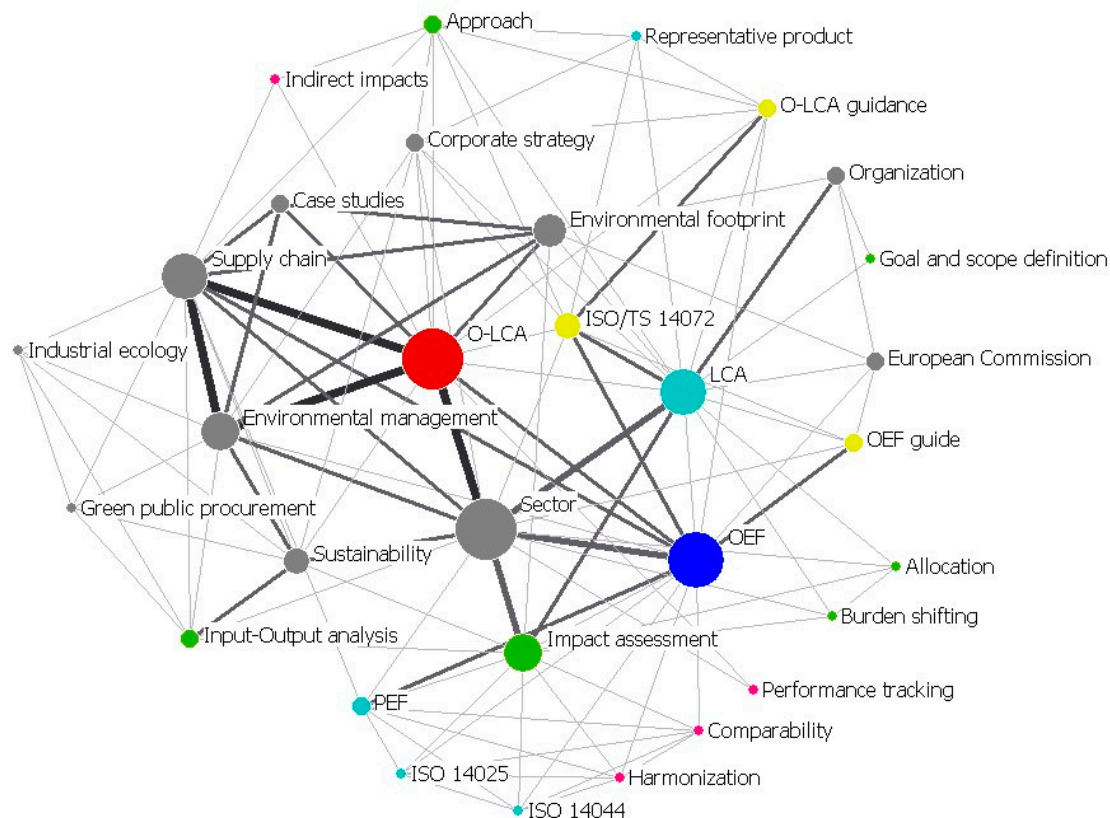 Approach
Representative product
Indirect impacts
O-LCA guidance
Corporate strategy
Organization
Case studies
Environmental footprint
Supply chain
Goal and scope definition
ISO/TS 14072
O-LCA
Industrial ecology
European Commission
LCA
Environmental management
OEF guide
Green public procurement
Sector
OEF
Sustainability
Allocation
Burden shifting
Input-Output analysis
Impact assessment
Performance tracking
PEF
Comparability
ISO 14025
Harmonization
ISO 14044